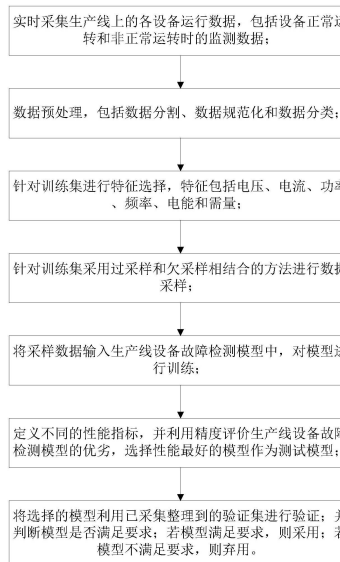 实时采集生产线上的各设备运行数据，包括设备正常运
转和非正常运转时的监测数据；
数据预处理，包括数据分割、数据规范化和数据分类；
针对训练集进行特征选择，特征包括电压、电流、功率
、频率、电能和需量；
针对训练集采用过采样和欠采样相结合的方法进行数据
采样；
将采样数据输入生产线设备故障检测模型中，对模型进
行训练；
定义不同的性能指标，并利用精度评价生产线设备故障
检测模型的优劣，选择性能最好的模型作为测试模型；
将选择的模型利用已采集整理到的验证集进行验证；并
判断模型是否满足要求；若模型满足要求，则采用；若
模型不满足要求，则弃用。